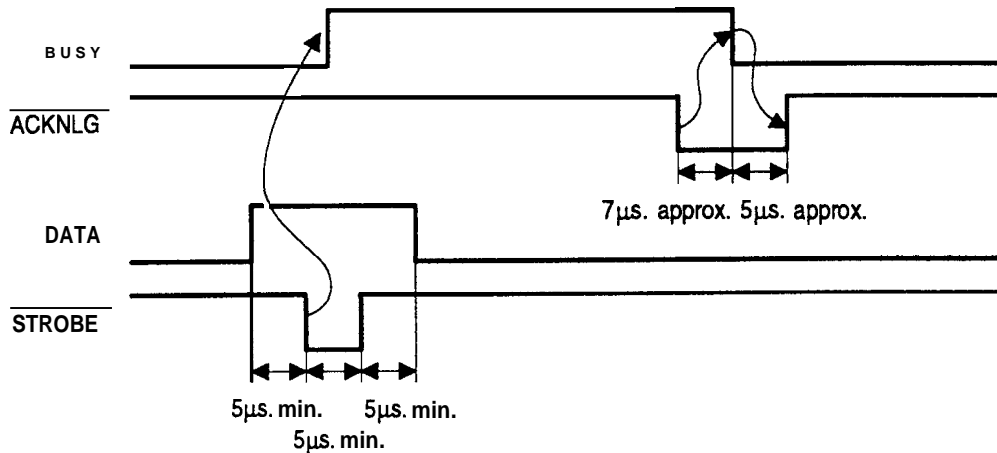 BUSY
ACKNLG
7µs. approx. 5µs. approx.
DATA
STROBE
5µs. min. 5µs. min.
5µs. min.